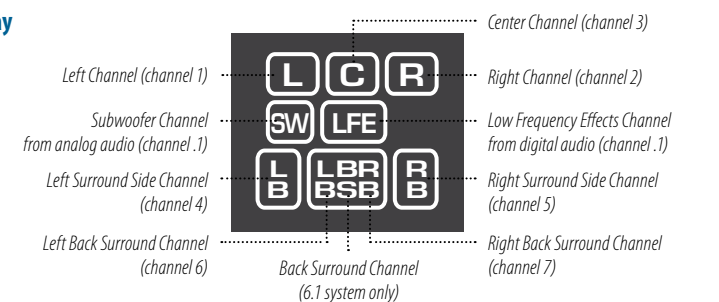 ay
Center Channel (channel 3)
Left Channel (channel 1)
L C R
Right Channel (channel 2)
Subwoofer Channel
from analog audio (channel .1)
SW LFE
Low Frequency Effects Channel
from digital audio (channel .1)
Left Surround Side Channel
(channel 4)
L LBR R
B BSB B
Right Surround Side Channel
(channel 5)
Left Back Surround Channel
(channel 6)
Back Surround Channel
(6.1 system only)
Right Back Surround Channel
(channel 7)